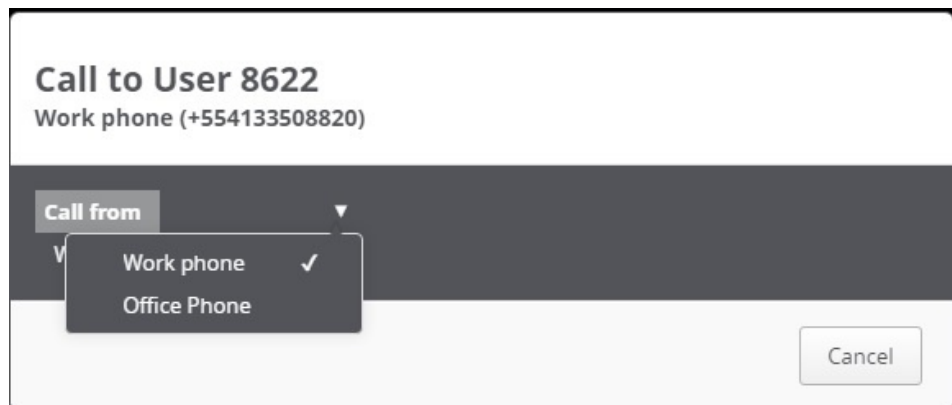 Call to User 8622
Work phone (+554133508820)
Call from
Work phone
Office Phone
Cancel